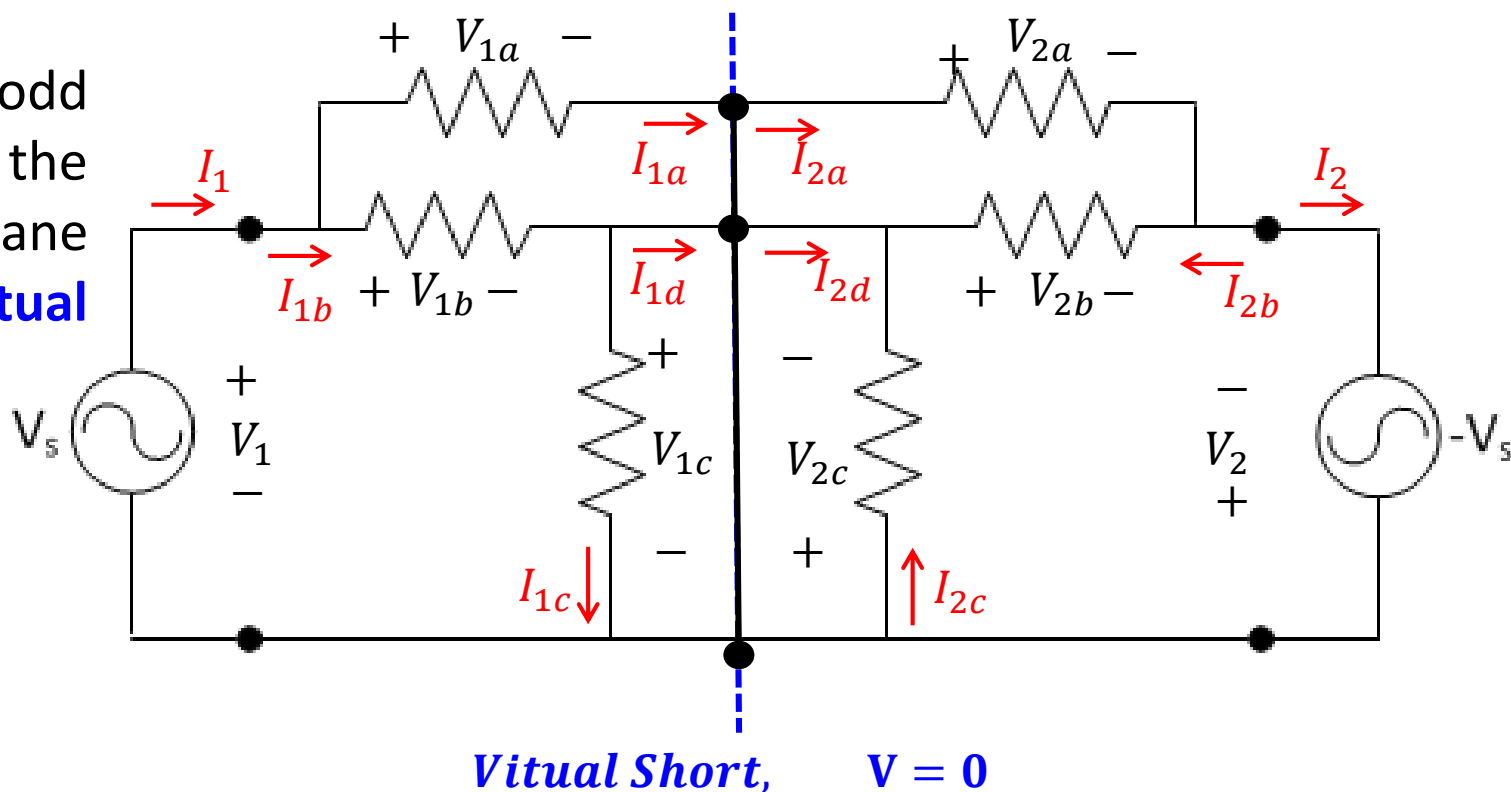 + V₁ₐ −
V₂ₐ
+ −
odd
the
ane
tual
I₁
I₁ₐ
I₂ₐ
I₂
I₁b
+ V₁b −
I₁d
I₂d
+ V₂b −
I₂b
Vₛ
+
V₁
−
+
V₁c
−
−
V₂c
+
−
V₂
+
-Vₛ
I₁c
I₂c
Vitual Short, V = 0